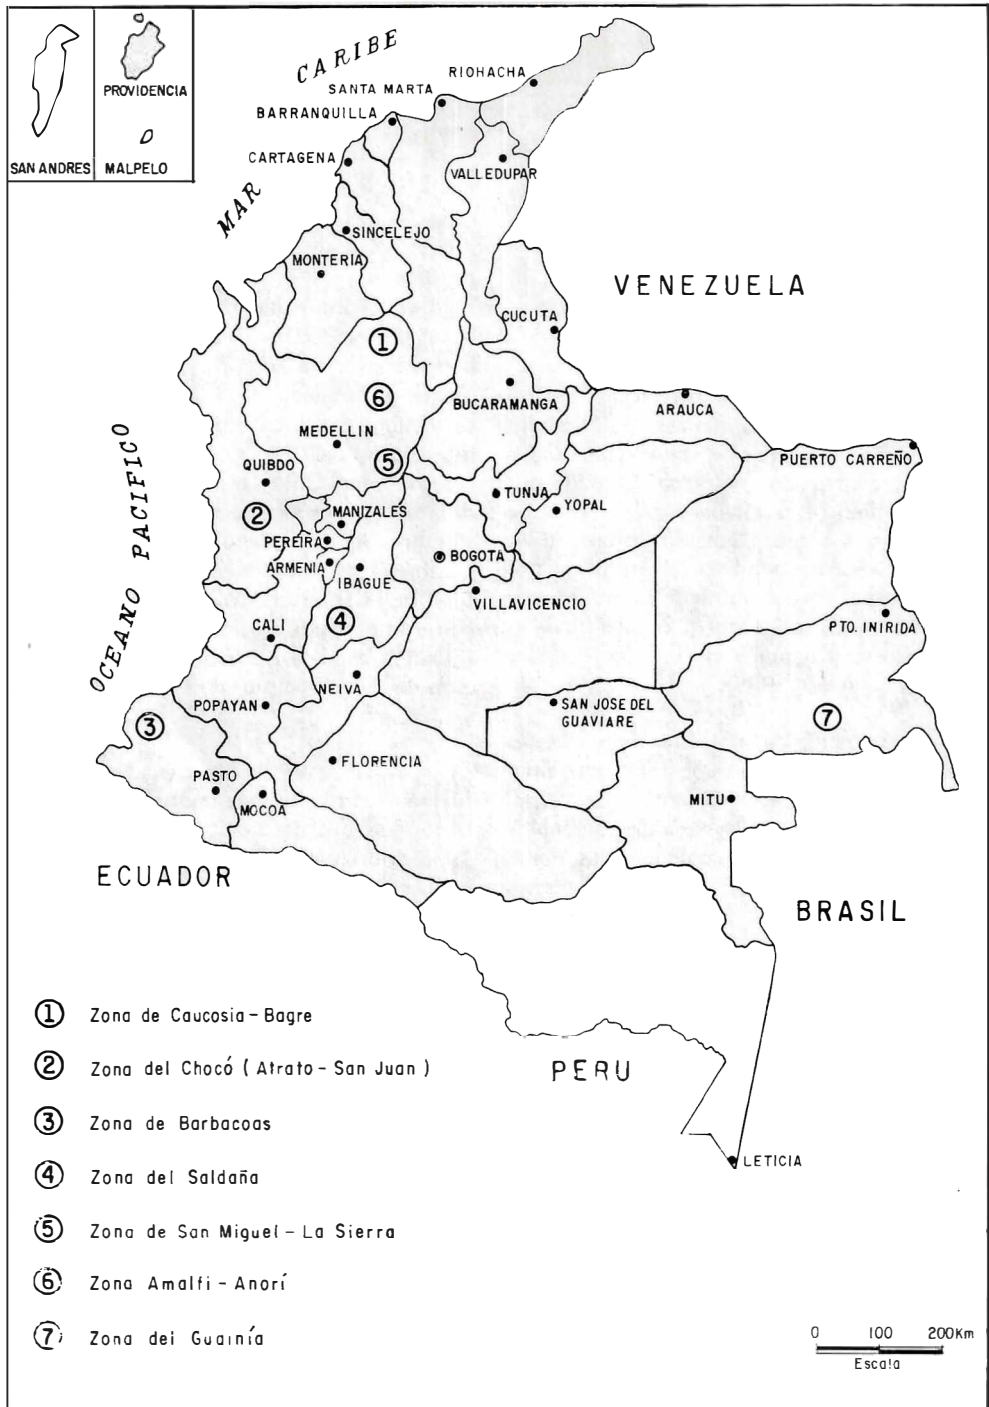 SAN ANDRES
PROVIDENCIA
MALPELO
MAR CARIBE
RIOHACHA
SANTA MARTA
BARRANQUILLA
CARTAGENA
VALLEDUPAR
SINCELEJO
MONTERIA
VENEZUELA
CUCUTA
①
⑥
BUCARAMANGA
ARAUCA
MEDELLIN
PUERTO CARREÑO
QUIBDO
⑤
TUNJA
YOPAL
②
MANIZALES
PEREIRA
BOGOTA
ARMENIA
IBAGUE
VILLAVICENCIO
OCEANO PACIFICO
④
CALI
PTO. INIRIDA
NEIVA
POPAYAN
SAN JOSE DEL
GUAVIARE
③
⑦
FLORENCIA
PASTO
MOCOA
MITU
ECUADOR
BRASIL
PERU
LETICIA
① Zona de Caucosia - Bagre
② Zona del Chocó ( Atrato - San Juan )
③ Zona de Barbacoas
④ Zona del Saldaña
⑤ Zona de San Miguel - La Sierra
⑥ Zona Amalfi - Anorí
⑦ Zona del Guainía
0 100 200Km
Escala